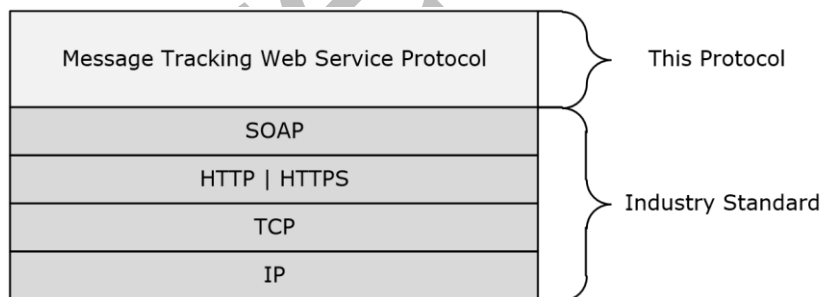 Message Tracking Web Service Protocol
This Protocol
SOAP
HTTP | HTTPS
TCP
IP
Industry Standard